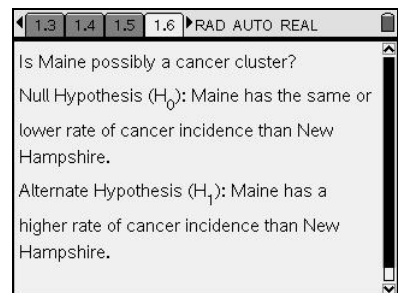 1.3 1.4 1.5 1.6 RAD AUTO REAL
Is Maine possibly a cancer cluster?
Null Hypothesis (H0): Maine has the same or
lower rate of cancer incidence than New
Hampshire.
Alternate Hypothesis (H1): Maine has a
higher rate of cancer incidence than New
Hampshire.